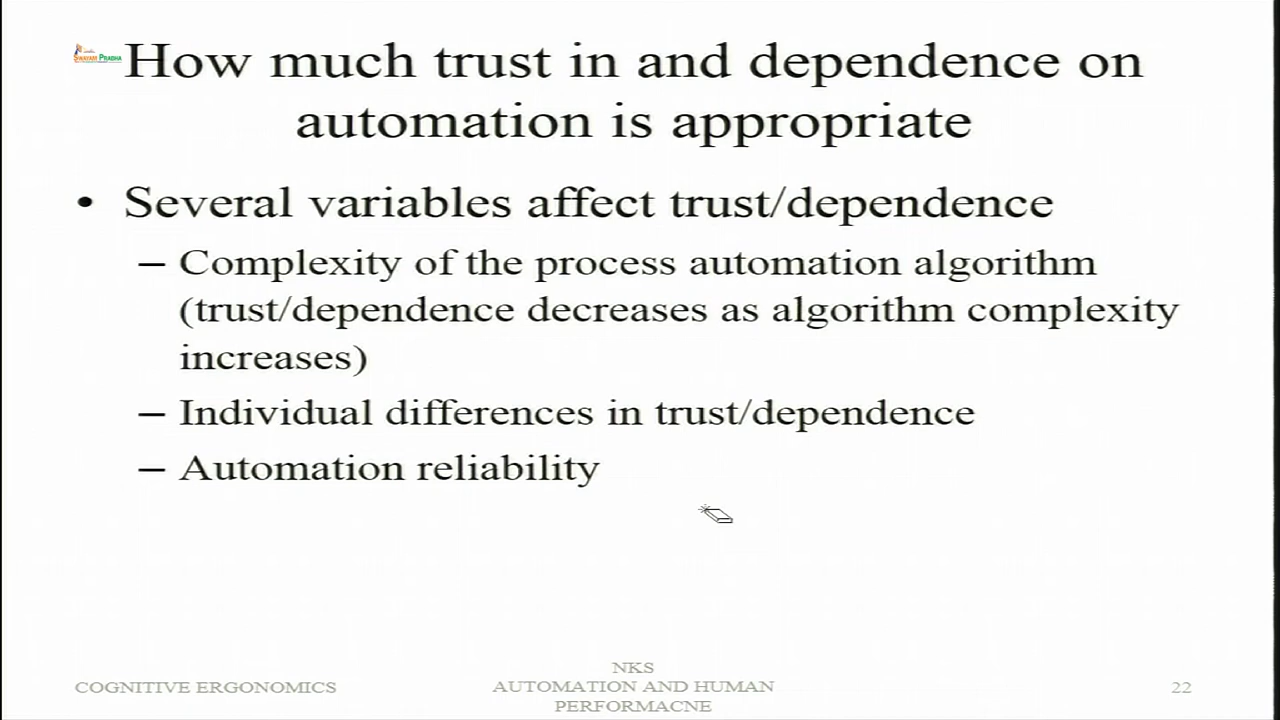 SWAYAM PRABHA
How much trust in and dependence on
automation is appropriate
• Several variables affect trust/dependence
– Complexity of the process automation algorithm
(trust/dependence decreases as algorithm complexity
increases)
– Individual differences in trust/dependence
– Automation reliability
COGNITIVE ERGONOMICS
NKS
AUTOMATION AND HUMAN
PERFORMACNE
22